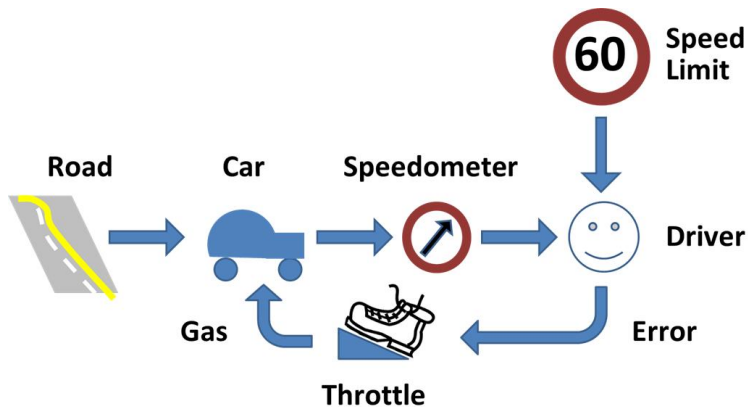 60
Speed
Limit
Road
Car
Speedometer
Driver
Gas
Error
Throttle